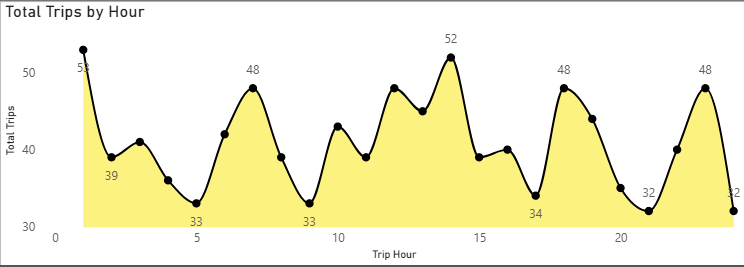 Total Trips by Hour
52
50 53 48 48 48
40 39
32 32
33 33 34
30
0 5 10 15 20
Total Trips
Trip Hour